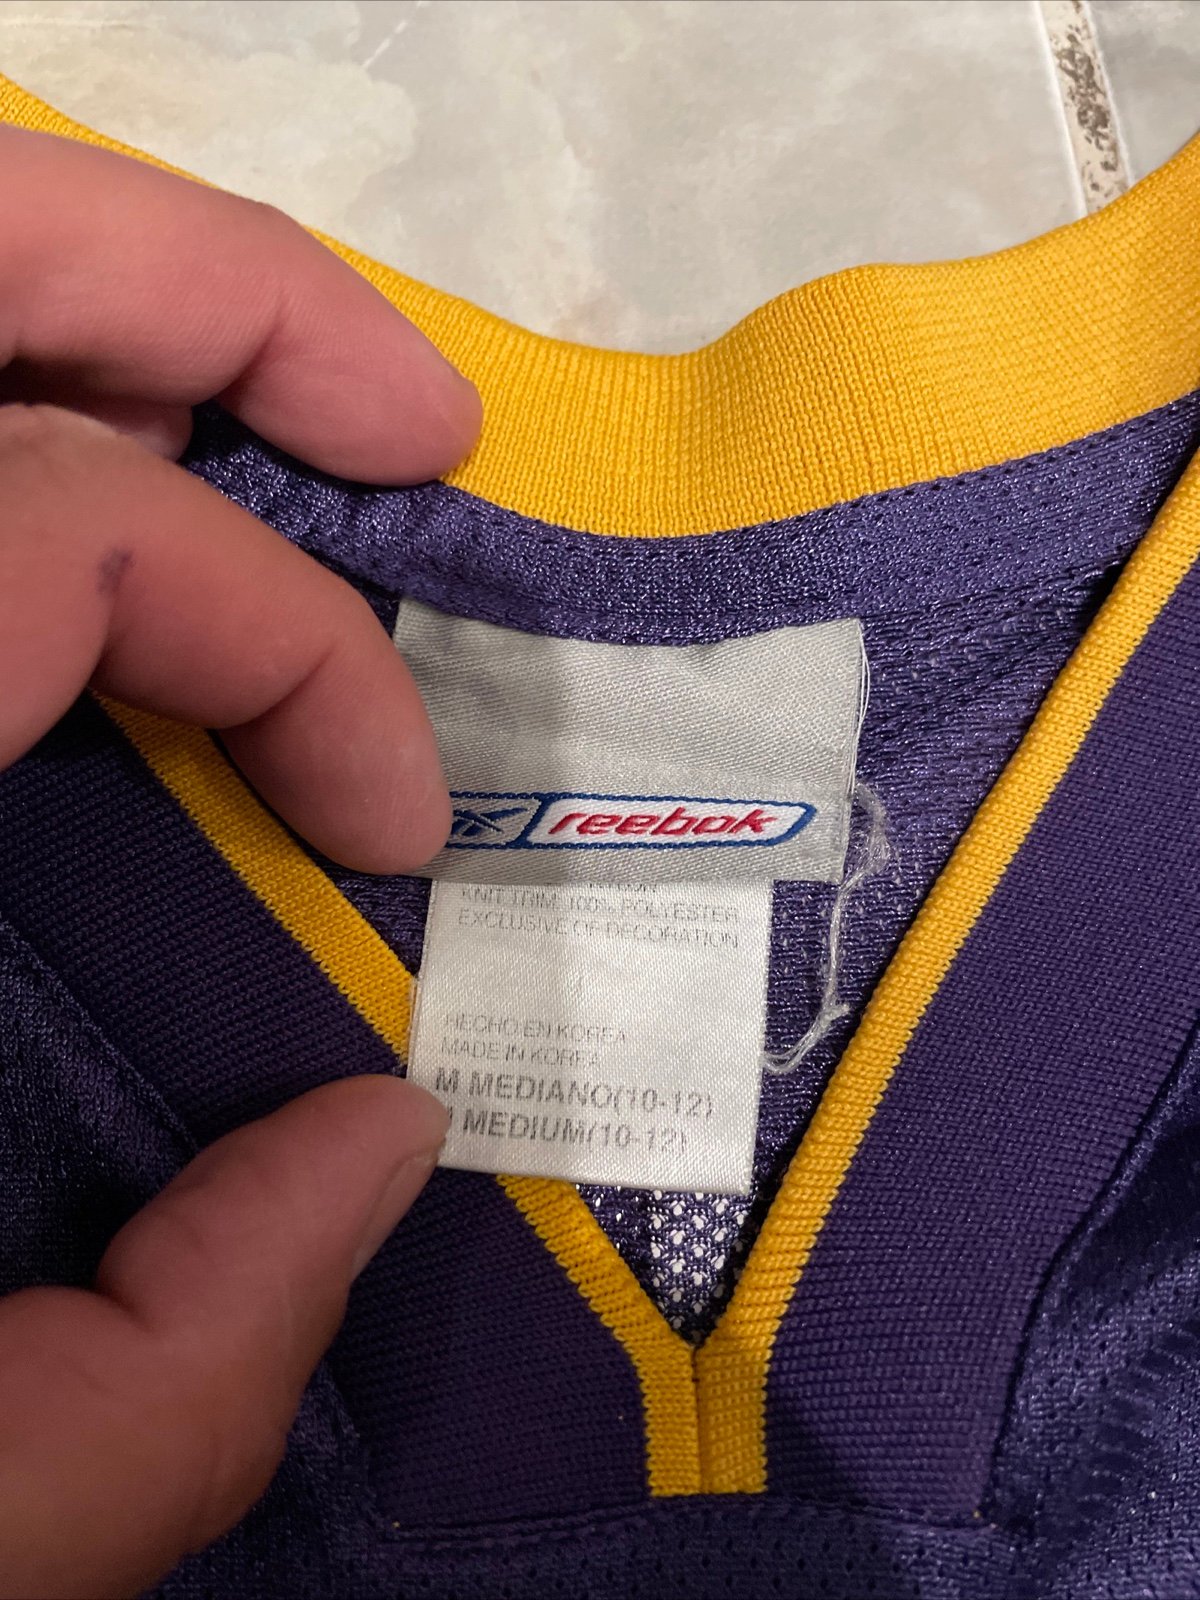 reebok
KNIT TRIM: 100% POLYESTER
EXCLUSIVE OF DECORATION
HECHO EN KOREA
MADE IN KOREA
M MEDIANO(10-12)
MEDIUM(10-12)